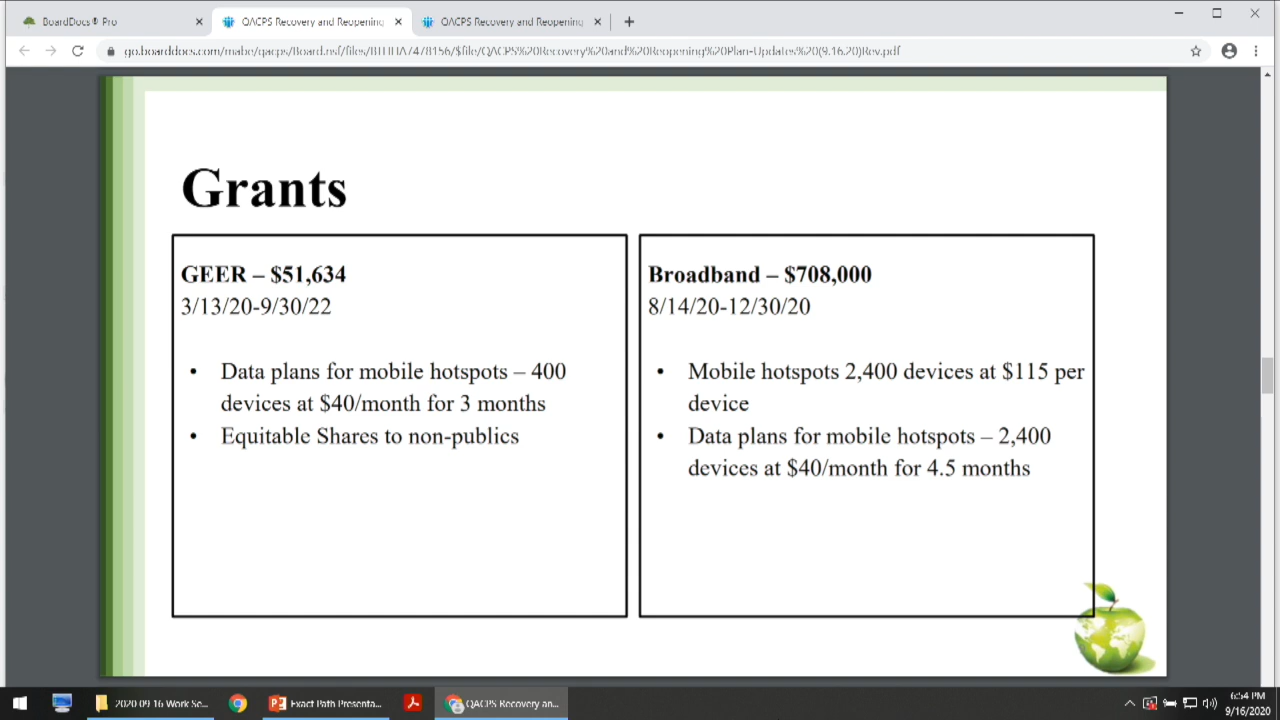 BoardDocs® Pro
QACPS Recovery and Reopening
QACPS Recovery and Reopening
Grants
GEER – $51,634
3/13/20-9/30/22
• Data plans for mobile hotspots – 400
devices at $40/month for 3 months
• Equitable Shares to non-publics
Broadband – $708,000
8/14/20-12/30/20
• Mobile hotspots 2,400 devices at $115 per
device
• Data plans for mobile hotspots – 2,400
devices at $40/month for 4.5 months
2020 09 16 Work Se...
Exact Path Presenta...
QACPS Recovery an...
6:54 PM
9/16/2020